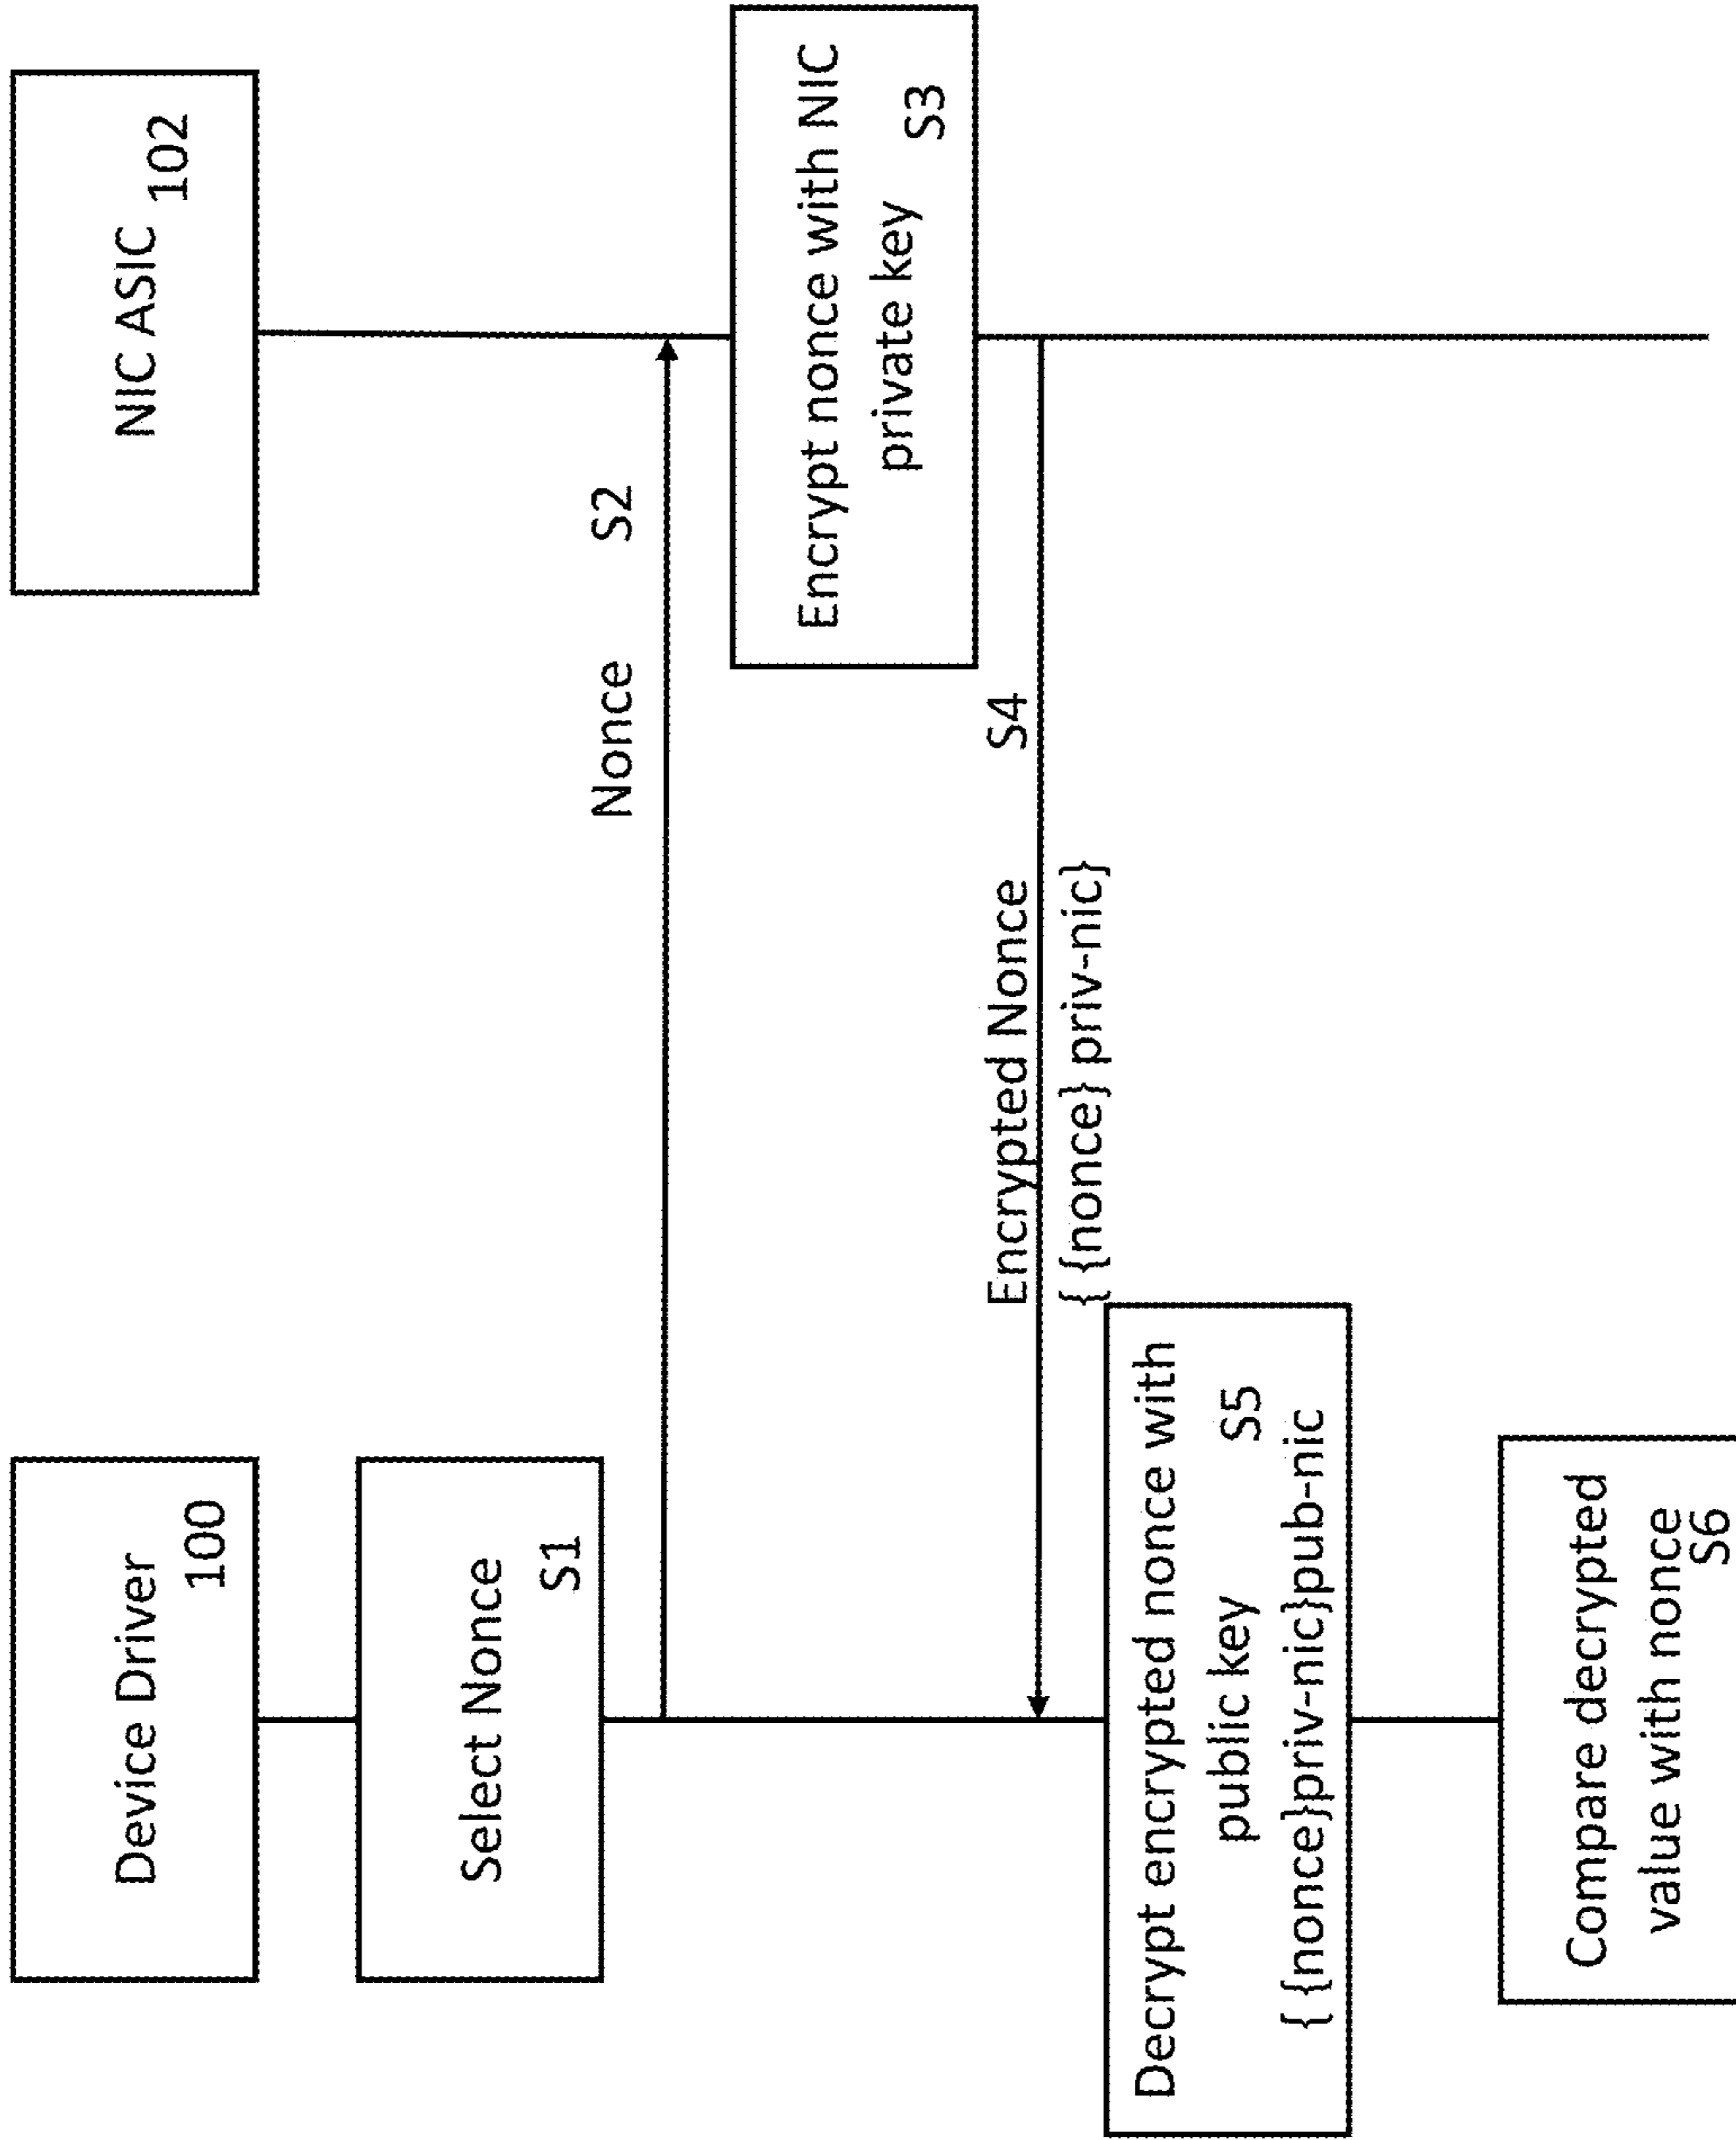 Device Driver
100
NIC ASIC
102
Select Nonce
S1
Nonce S2
Encrypt nonce with NIC
private key S3
Encrypted Nonce S4
{ {nonce} priv-nic}
Decrypt encrypted nonce with
public key S5
{ {nonce}priv-nic}pub-nic
Compare decrypted
value with nonce
S6